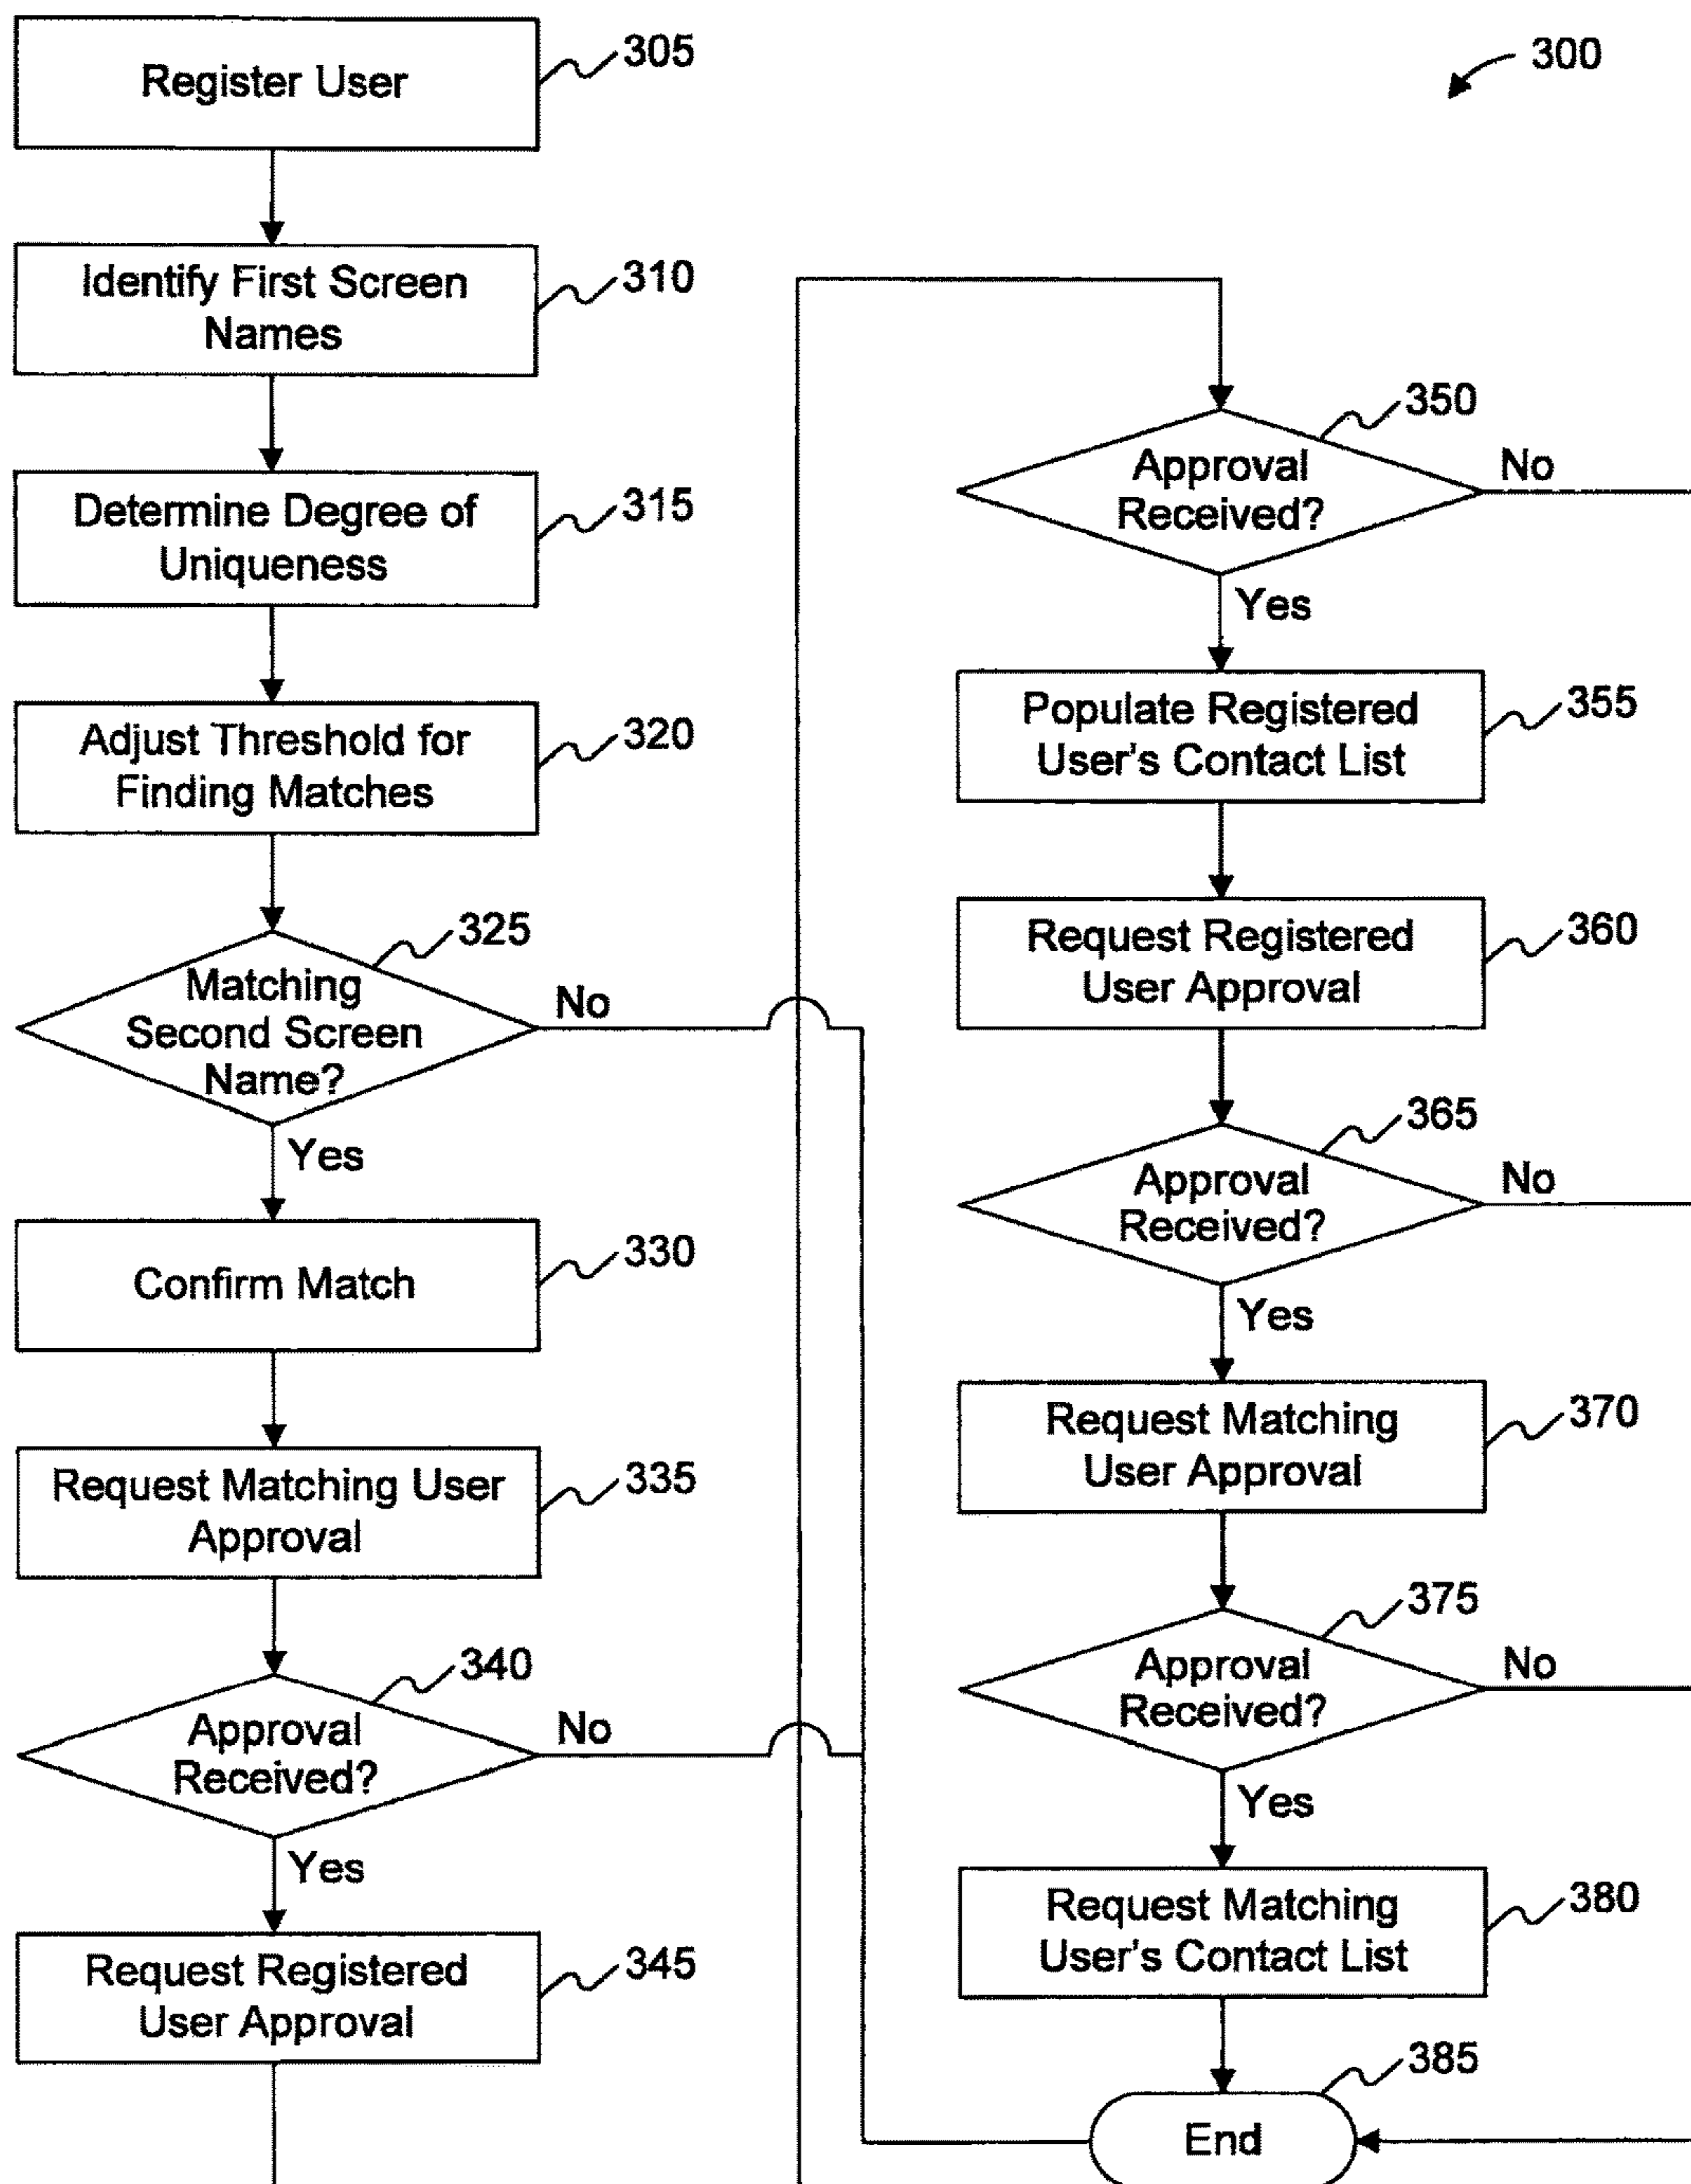 300
Register User
305
Identify First Screen
Names
310
Determine Degree of
Uniqueness
315
Adjust Threshold for
Finding Matches
320
Matching
Second Screen
Name?
325
No
Yes
Confirm Match
330
Request Matching User
Approval
335
Approval
Received?
340
No
Yes
Request Registered
User Approval
345
Approval
Received?
350
No
Yes
Populate Registered
User's Contact List
355
Request Registered
User Approval
360
Approval
Received?
365
No
Yes
Request Matching
User Approval
370
Approval
Received?
375
No
Yes
Request Matching
User's Contact List
380
End
385